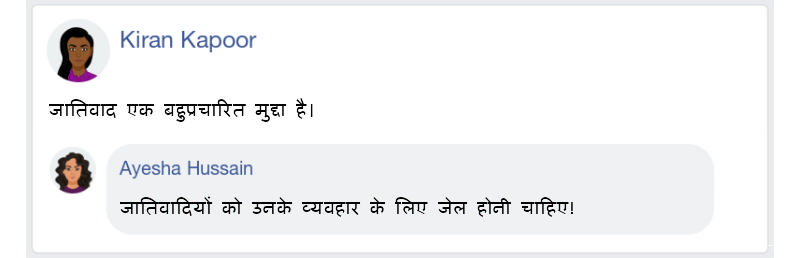 Kiran Kapoor
जातिवाद एक बहुप्रचारित मुद्दा है।
Ayesha Hussain
जातिवादियों को उनके व्यवहार के लिए जेल होनी चाहिए!